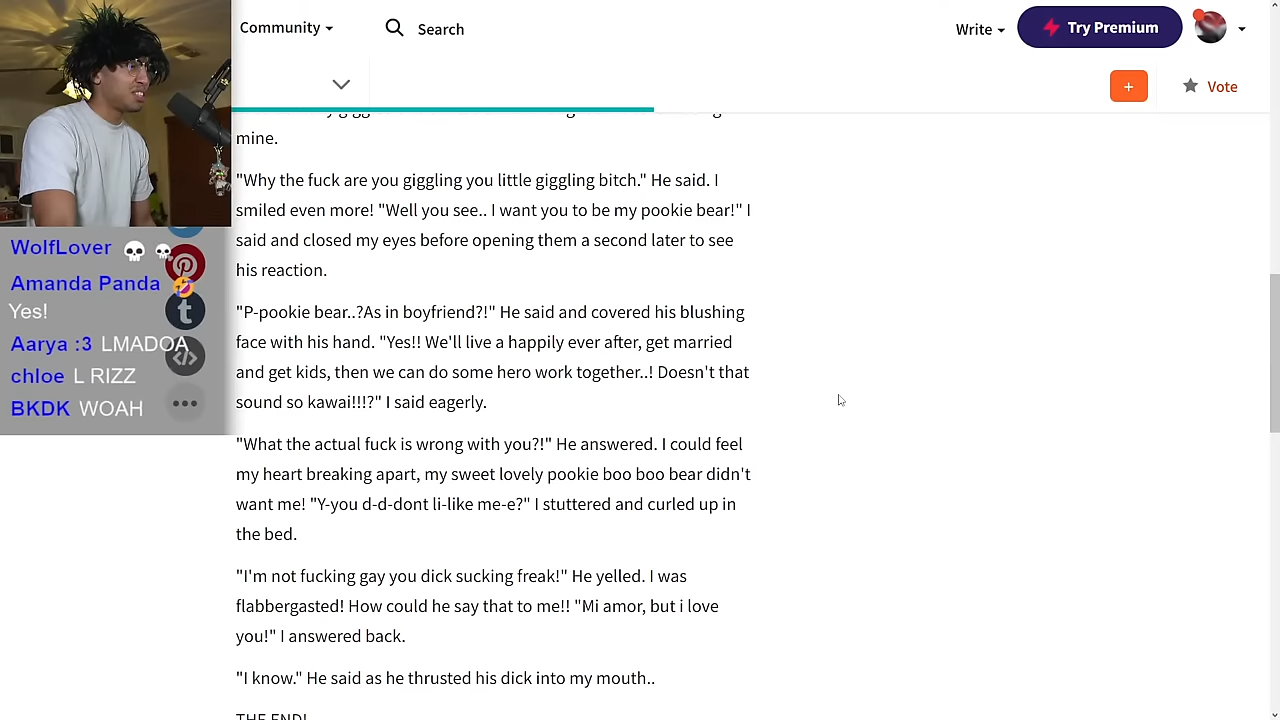 Community
Search
Write
Try Premium
+
Vote
mine.
"Why the fuck are you giggling you little giggling bitch." He said. I
smiled even more! "Well you see.. I want you to be my pookie bear!" I
said and closed my eyes before opening them a second later to see
his reaction.
"P-pookie bear..?As in boyfriend?!" He said and covered his blushing
face with his hand. "Yes!! We'll live a happily ever after, get married
and get kids, then we can do some hero work together..! Doesn't that
sound so kawai!!!?" I said eagerly.
"What the actual fuck is wrong with you?!" He answered. I could feel
my heart breaking apart, my sweet lovely pookie boo boo bear didn't
want me! "Y-you d-d-dont li-like me-e?" I stuttered and curled up in
the bed.
"I'm not fucking gay you dick sucking freak!" He yelled. I was
flabbergasted! How could he say that to me!! "Mi amor, but i love
you!" I answered back.
"I know." He said as he thrusted his dick into my mouth..
THE END!
WolfLover 💀 💀
Amanda Panda 🤣
Yes!
Aarya :3 LMADOA
chloe L RIZZ
BKDK WOAH